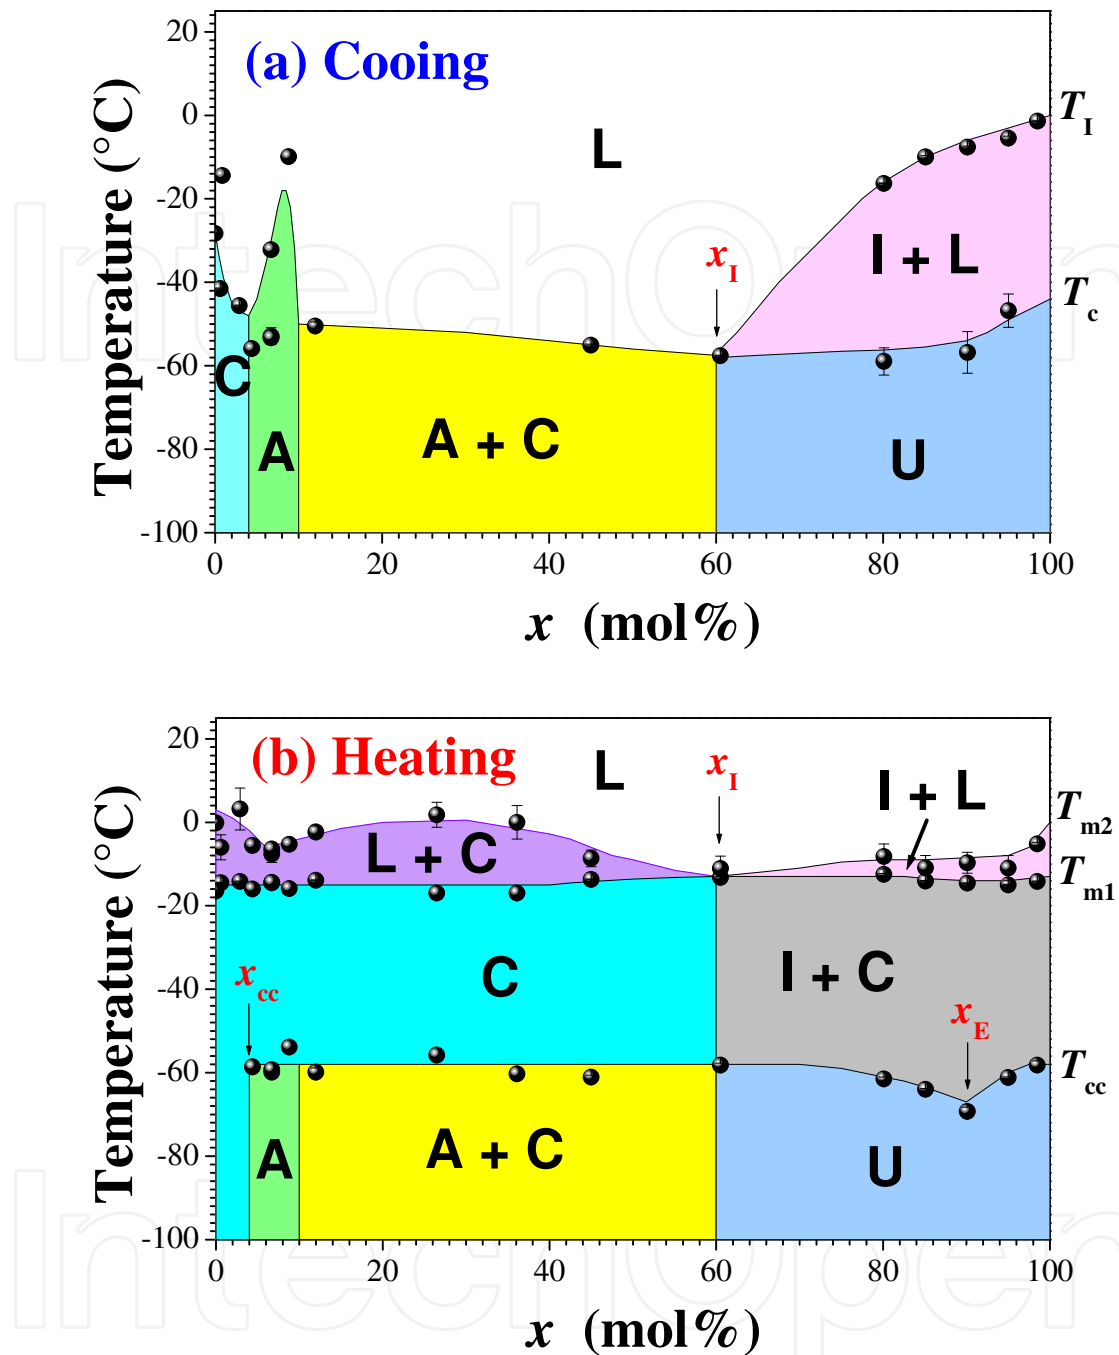 (a) Cooing
20
0
-20
-40
-60
-80
-100
Temperature (°C)
L
T_I
I + L
x_I
T_c
C
A
A + C
U
0 20 40 60 80 100
x (mol%)
(b) Heating
20
0
-20
-40
-60
-80
-100
Temperature (°C)
L
x_I
I + L
T_m2
L + C
T_m1
C
I + C
x_cc
x_E
T_cc
A
A + C
U
0 20 40 60 80 100
x (mol%)
IntechOpen
IntechOpen